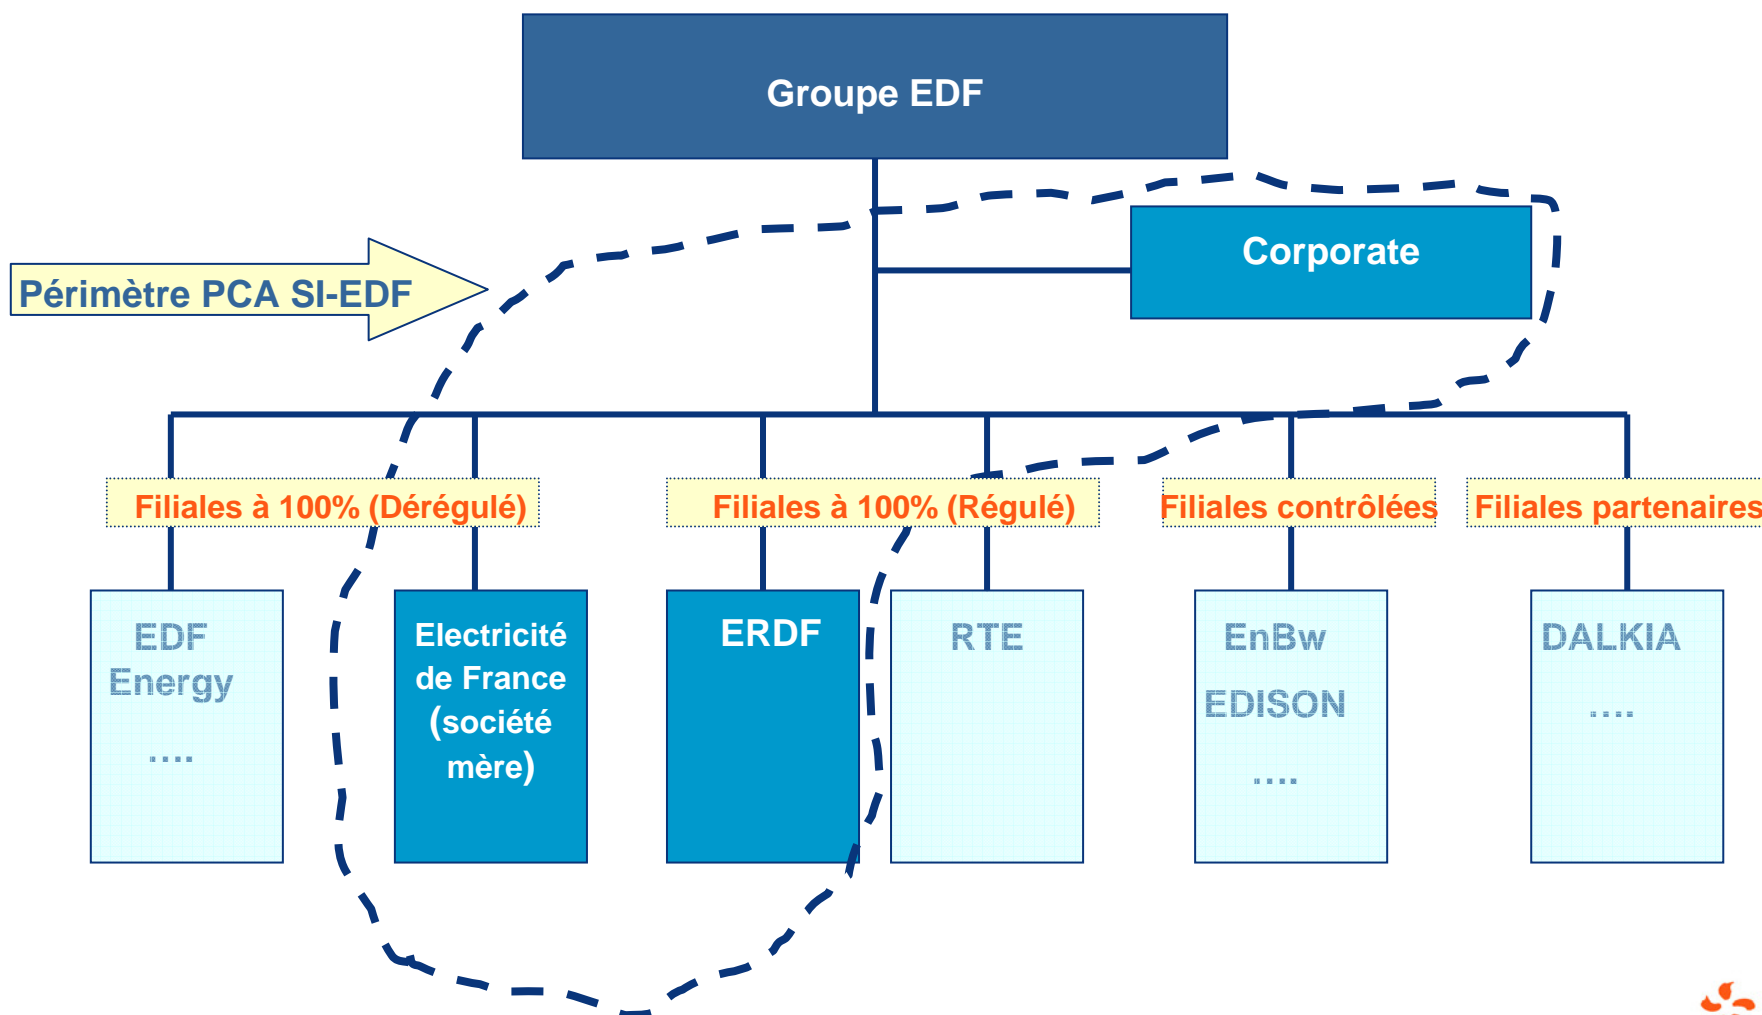 Groupe EDF
Corporate
Périmètre PCA SI-EDF
Filiales à 100% (Dérégulé)
Filiales à 100% (Régulé)
Filiales contrôlées
Filiales partenaires
EDF
Energy
....
Electricité
de France
(société
mère)
ERDF
RTE
EnBw
EDISON
....
DALKIA
....